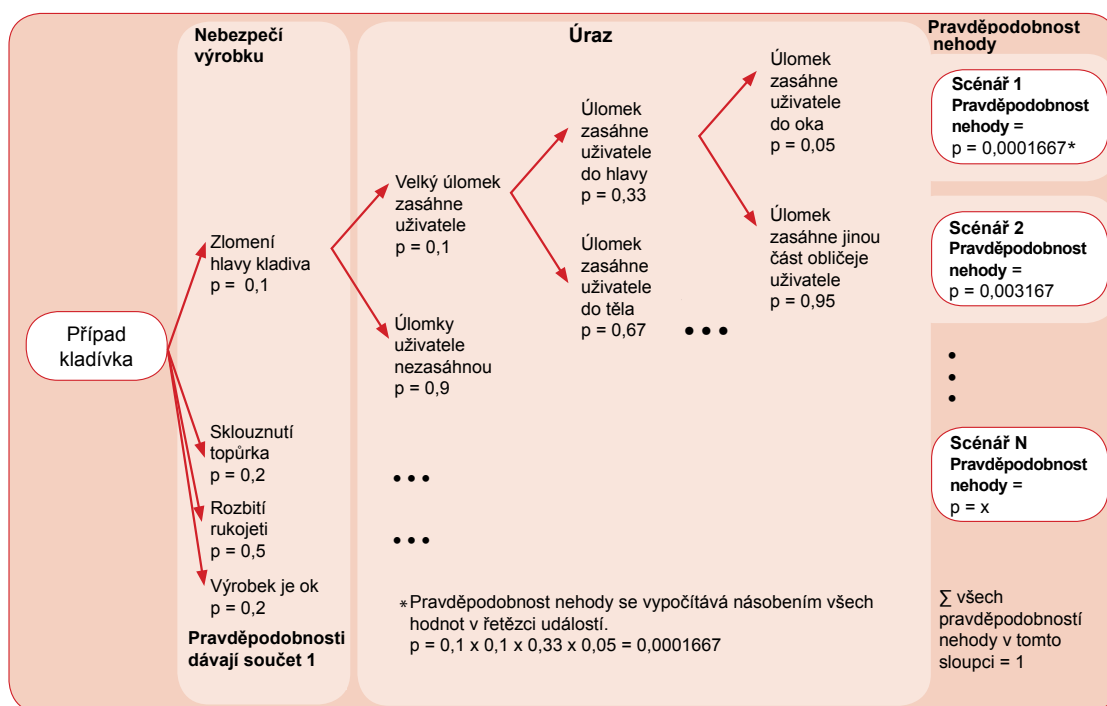 Nebezpečí
výrobku
Úraz
Pravděpodobnost
nehody
Případ
kladívka
Zlomení
hlavy kladiva
p =  0,1
Sklouznutí
topůrka
p = 0,2
Rozbití
rukojeti
p = 0,5
Výrobek je ok
p = 0,2
Pravděpodobnosti
dávají součet 1
Velký úlomek
zasáhne
uživatele
p = 0,1
Úlomky
uživatele
nezasáhnou
p = 0,9
Úlomek
zasáhne
uživatele
do hlavy
p = 0,33
Úlomek
zasáhne
uživatele
do těla
p = 0,67
Úlomek
zasáhne
uživatele
do oka
p = 0,05
Úlomek
zasáhne jinou
část obličeje
uživatele
p = 0,95
• • •
• • •
• • •
*Pravděpodobnost nehody se vypočítává násobením všech
hodnot v řetězci událostí.
p = 0,1 x 0,1 x 0,33 x 0,05 = 0,0001667
Scénář 1
Pravděpodobnost
nehody =
p = 0,0001667*
Scénář 2
Pravděpodobnost
nehody =
p = 0,003167
•
•
•
Scénář N
Pravděpodobnost
nehody =
p = x
∑ všech
pravděpodobností
nehody v tomto
sloupci = 1